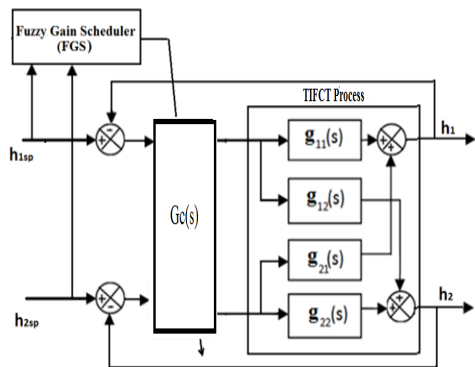 Fuzzy Gain Scheduler
(FGS)
TIFCT Process
h1
g11(s)
h1sp
Gc(s)
g12(s)
g21(s)
h2
g22(s)
h2sp